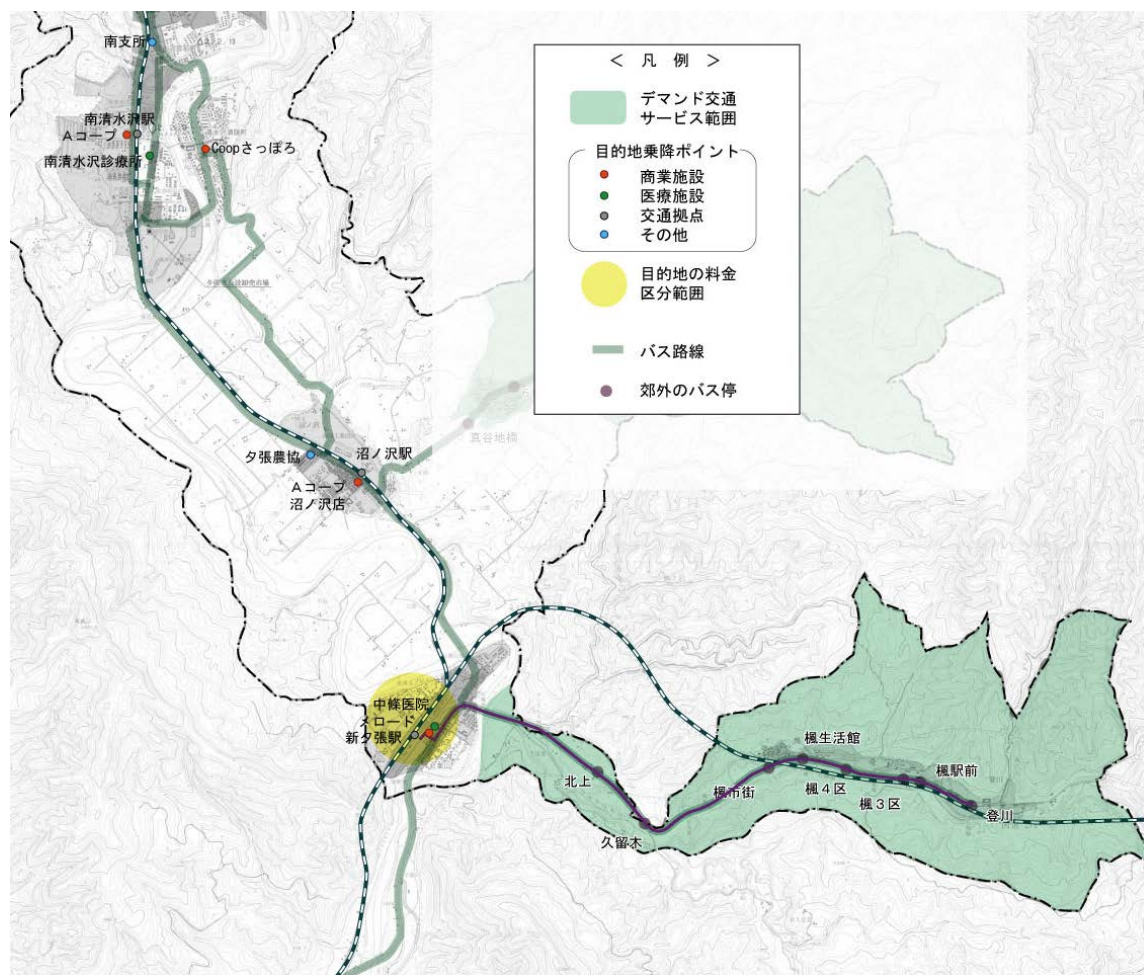 南支所
南清水沢駅
Aコープ
南清水沢診療所
Coopさっぽろ
＜ 凡 例 ＞
デマンド交通
サービス範囲
目的地乗降ポイント
商業施設
医療施設
交通拠点
その他
目的地の料金
区分範囲
バス路線
郊外のバス停
真谷地橋
夕張農協
沼ノ沢駅
Aコープ
沼ノ沢店
中條医院
メロード
新夕張駅
北上
久留木
楓市街
楓生活館
楓4区
楓3区
楓駅前
登川